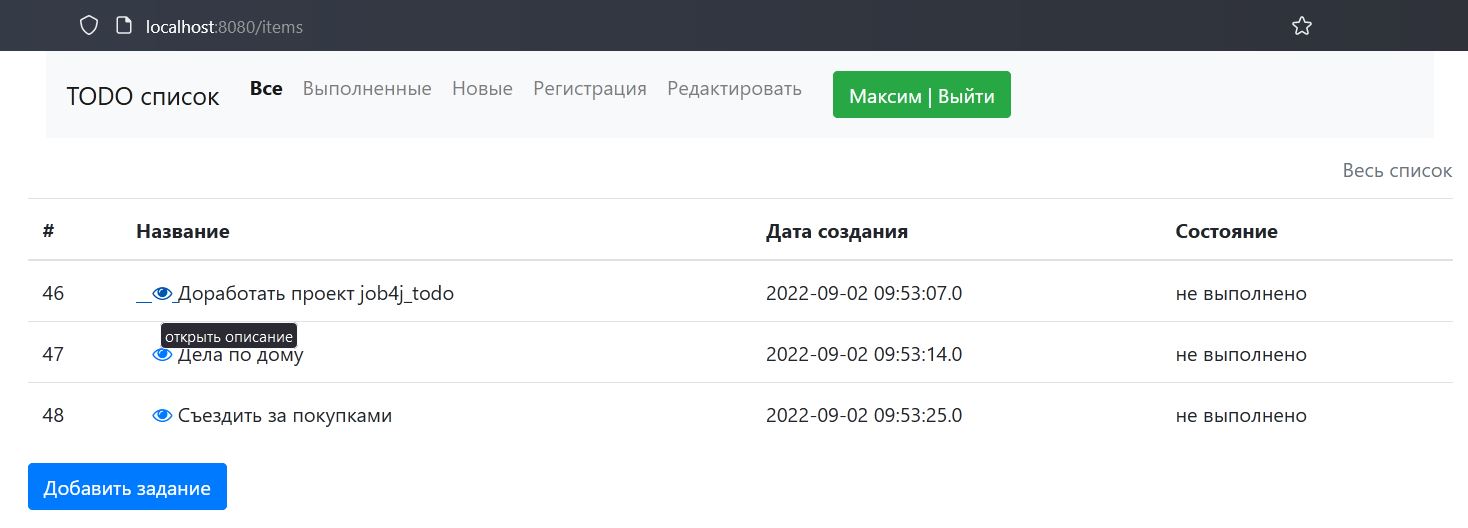 localhost:8080/items
TODO список Все Выполненные Новые Регистрация Редактировать Максим | Выйти
Весь список
# Название Дата создания Состояние
46 Доработать проект job4j_todo 2022-09-02 09:53:07.0 не выполнено
открыть описание
47 Дела по дому 2022-09-02 09:53:14.0 не выполнено
48 Съездить за покупками 2022-09-02 09:53:25.0 не выполнено
Добавить задание